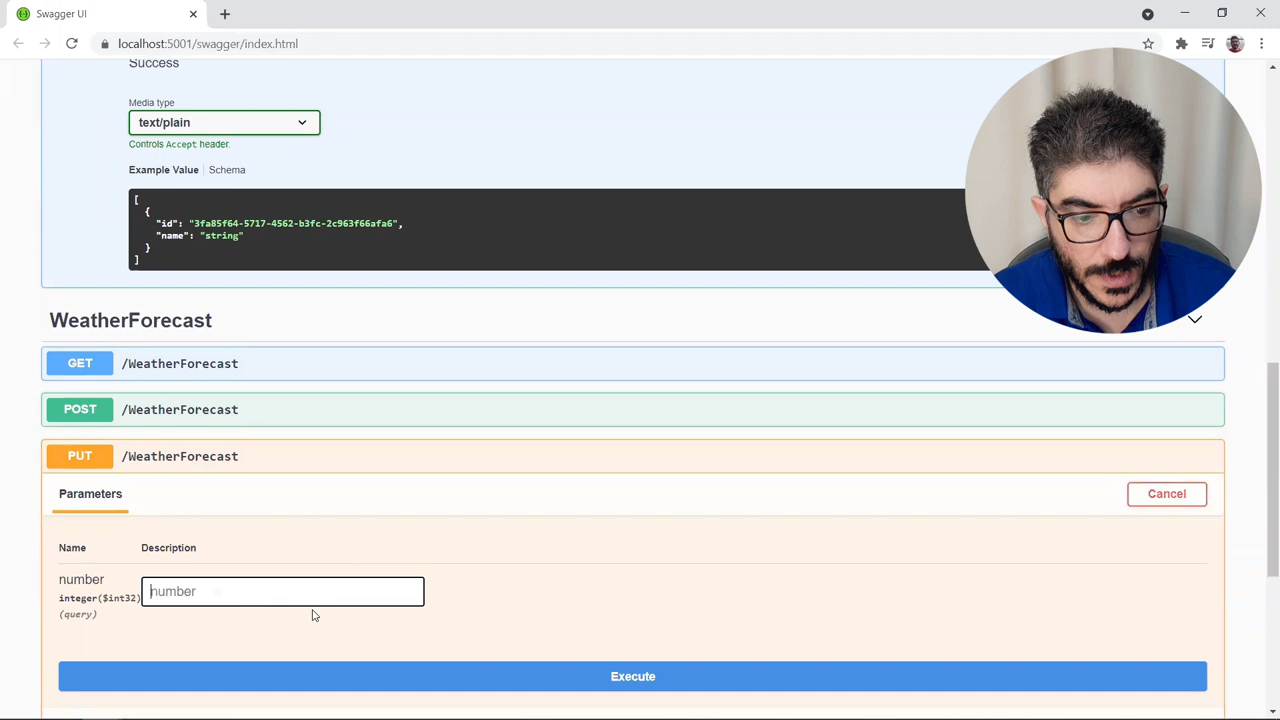 Swagger UI
localhost:5001/swagger/index.html
Success
Media type
text/plain
Controls Accept header.
Example Value Schema
[
{
"id": "3fa85f64-5717-4562-b3fc-2c963f66afa6",
"name": "string"
}
]
WeatherForecast
GET /WeatherForecast
POST /WeatherForecast
PUT /WeatherForecast
Parameters Cancel
Name Description
number
number
integer($int32)
(query)
Execute